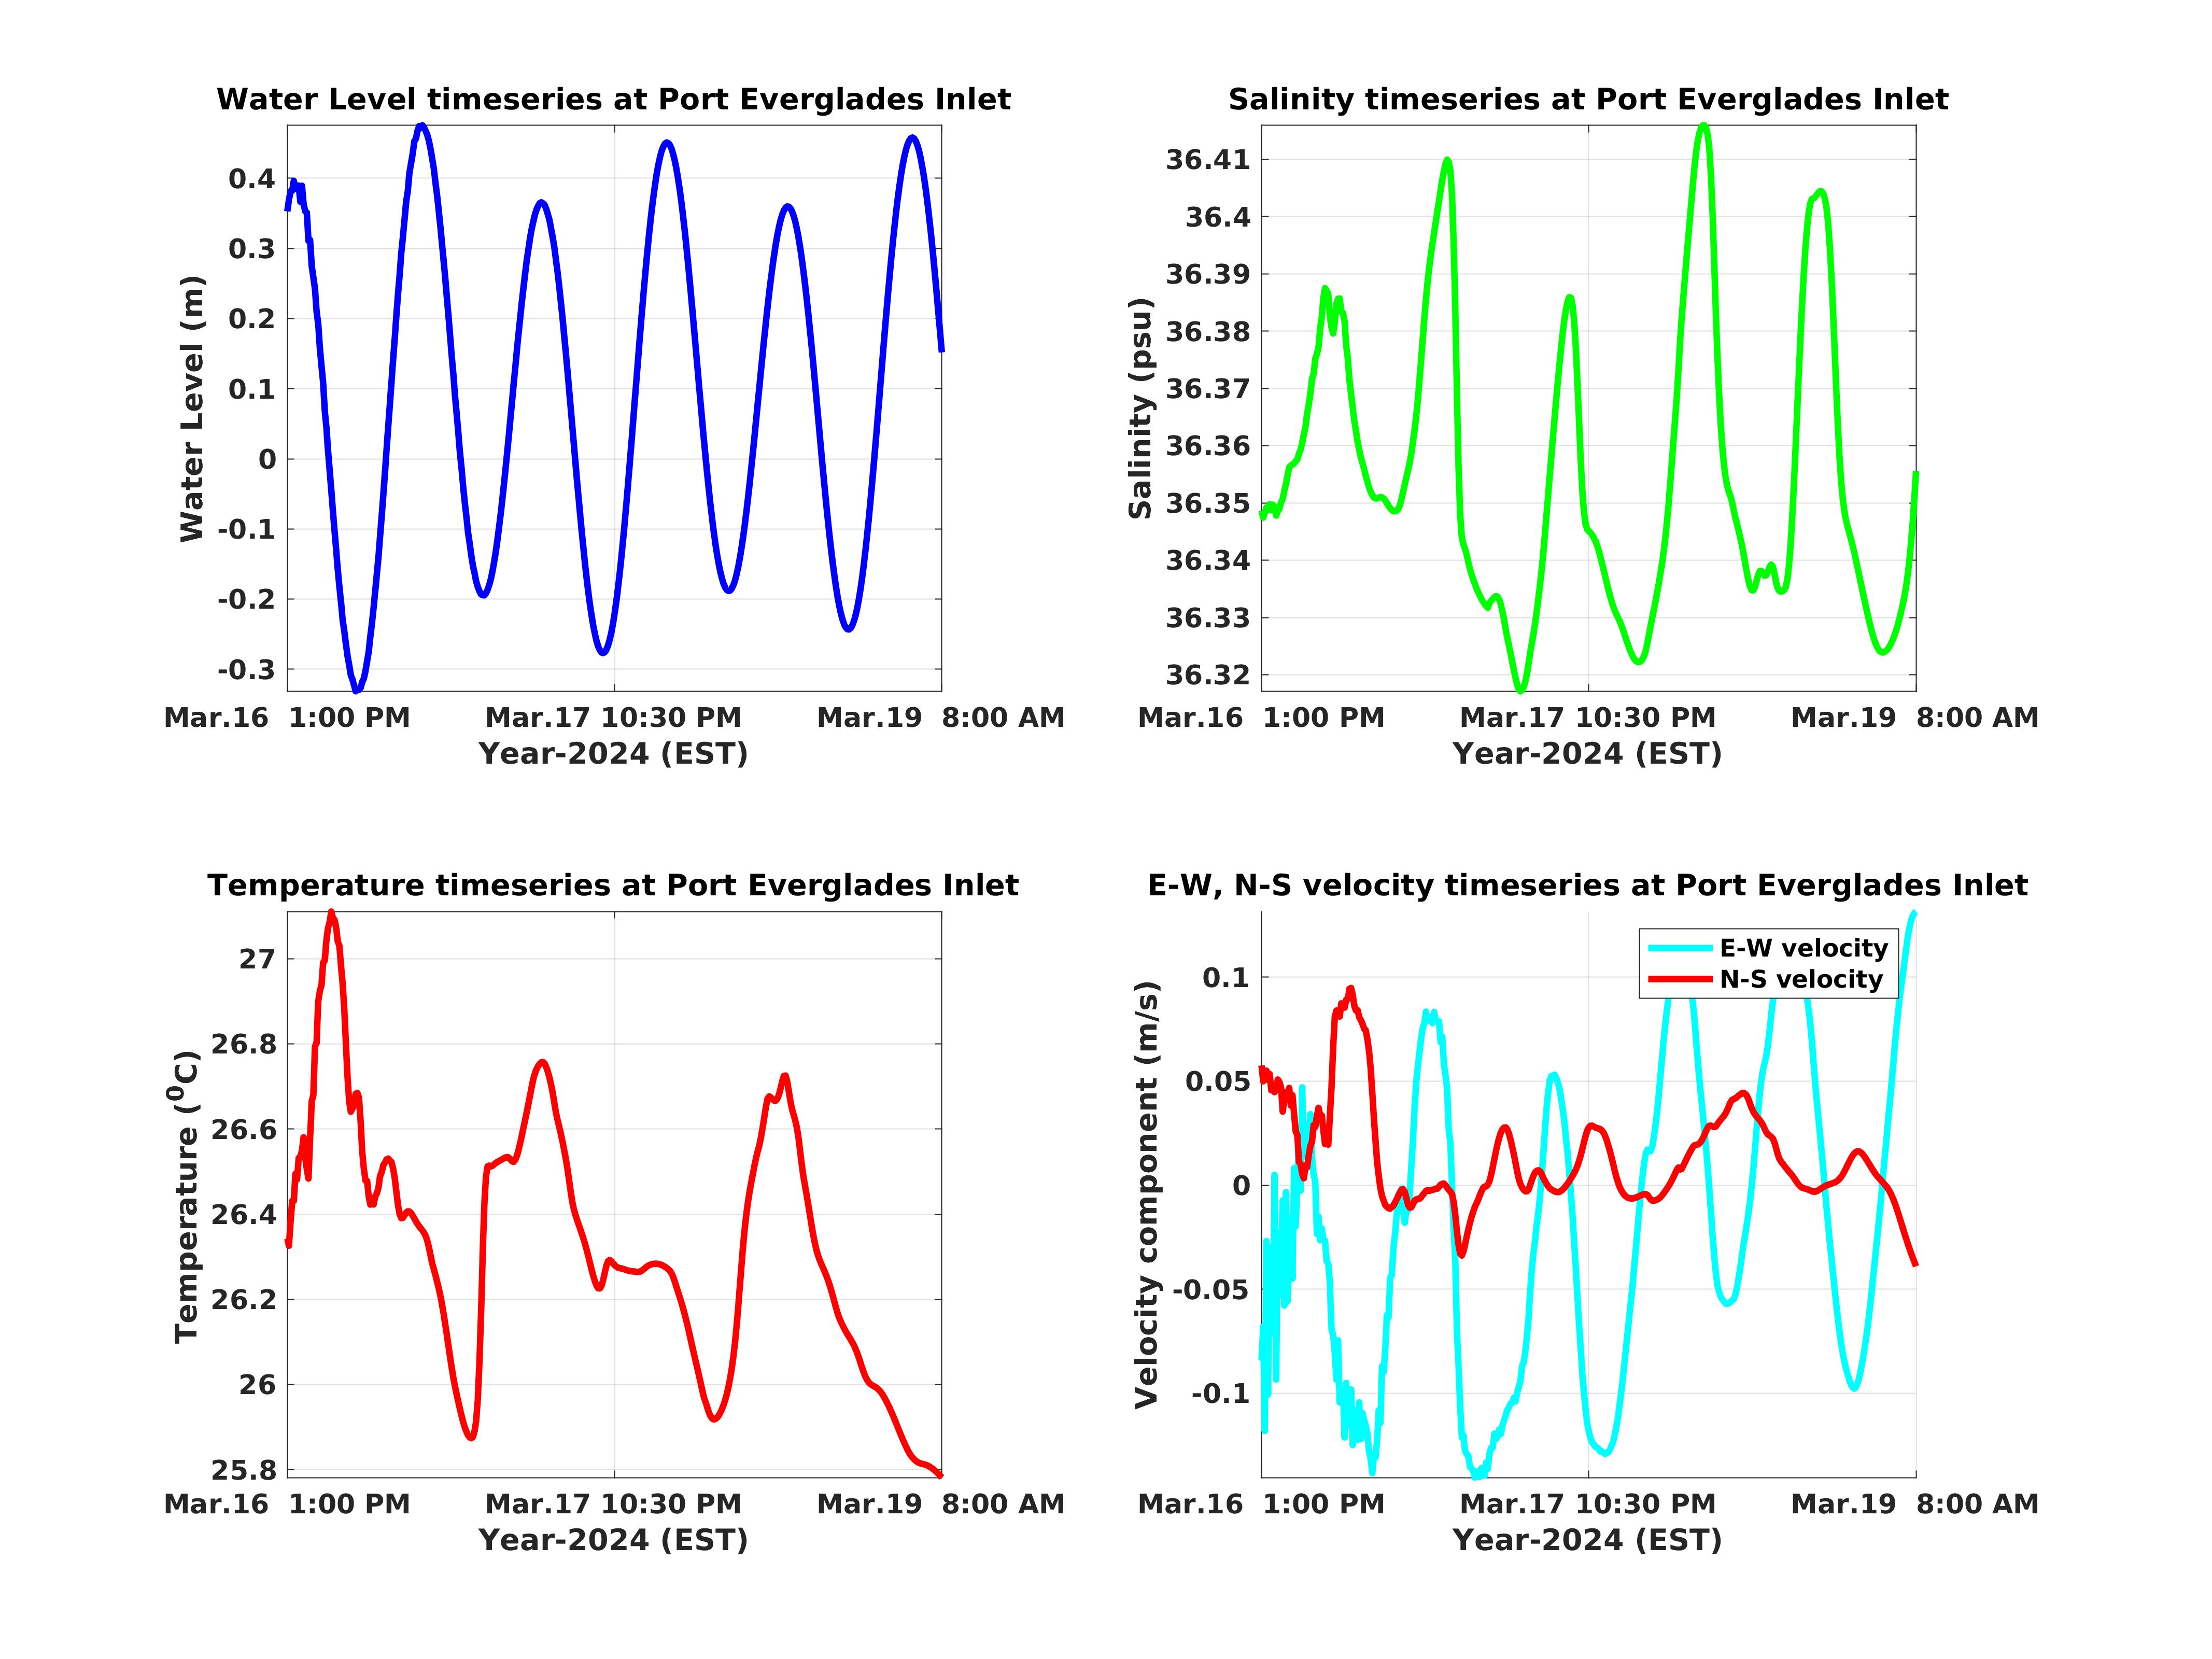 Water Level timeseries at Port Everglades Inlet
Water Level (m)
0.4
0.3
0.2
0.1
0
-0.1
-0.2
-0.3
Mar.16 1:00 PM Mar.17 10:30 PM Mar.19 8:00 AM
Year-2024 (EST)
Salinity timeseries at Port Everglades Inlet
Salinity (psu)
36.41
36.4
36.39
36.38
36.37
36.36
36.35
36.34
36.33
36.32
Mar.16 1:00 PM Mar.17 10:30 PM Mar.19 8:00 AM
Year-2024 (EST)
Temperature timeseries at Port Everglades Inlet
Temperature (⁰C)
27
26.8
26.6
26.4
26.2
26
25.8
Mar.16 1:00 PM Mar.17 10:30 PM Mar.19 8:00 AM
Year-2024 (EST)
E-W, N-S velocity timeseries at Port Everglades Inlet
Velocity component (m/s)
0.1
0.05
0
-0.05
-0.1
E-W velocity
N-S velocity
Mar.16 1:00 PM Mar.17 10:30 PM Mar.19 8:00 AM
Year-2024 (EST)